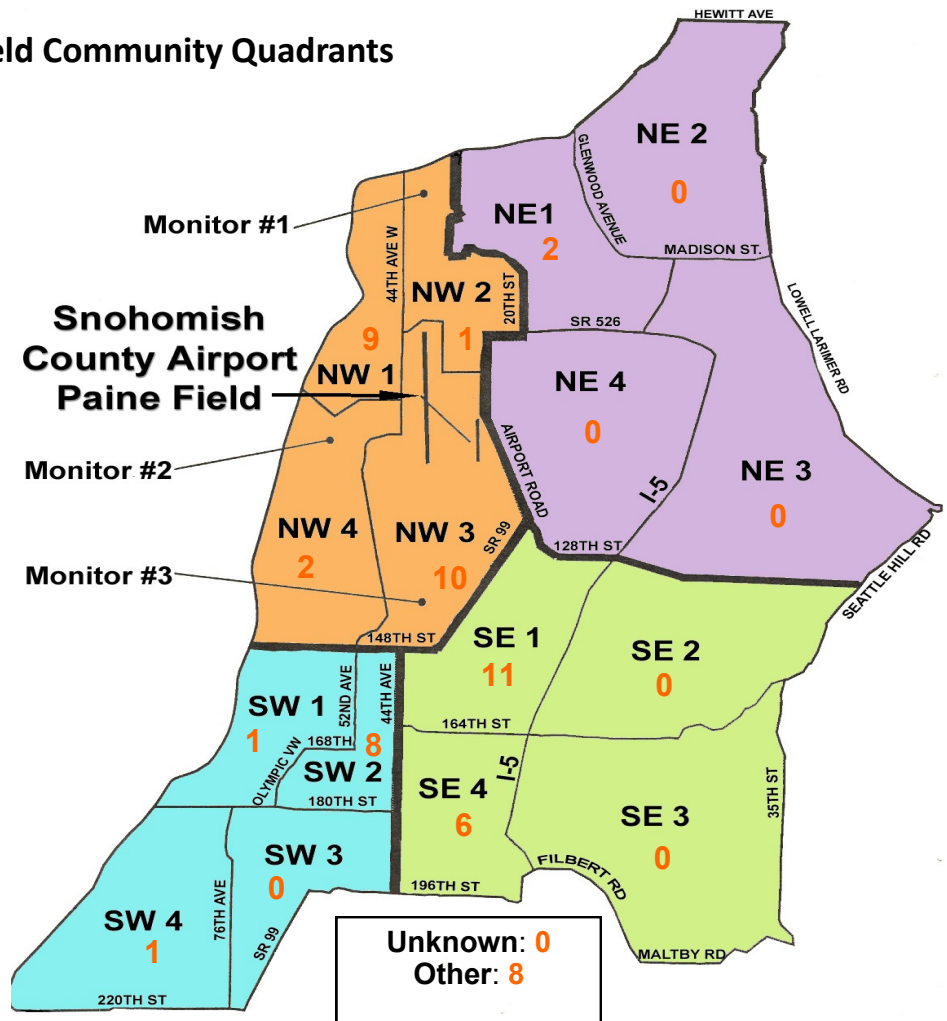 eld Community Quadrants
HEWITT AVE
NE 2
0
GLENWOOD AVENUE
MADISON ST.
Monitor #1
NE1
2
44TH AVE W
NW 2
1
20TH ST
SR 526
LOWELL LARIMER RD
Snohomish
County Airport
Paine Field
9
NW 1
NE 4
0
AIRPORT ROAD
I-5
NE 3
0
Monitor #2
NW 4
2
NW 3
10
SR 99
128TH ST
SEATTLE HILL RD
Monitor #3
148TH ST
SE 1
11
SE 2
0
SW 1
1
52ND AVE
44TH AVE
168TH
8
OLYMPIC VW
SW 2
180TH ST
164TH ST
I-5
35TH ST
SE 4
6
SE 3
0
SW 3
0
76TH AVE
SR 99
196TH ST
FILBERT RD
SW 4
1
MALTBY RD
220TH ST
Unknown: 0
Other: 8